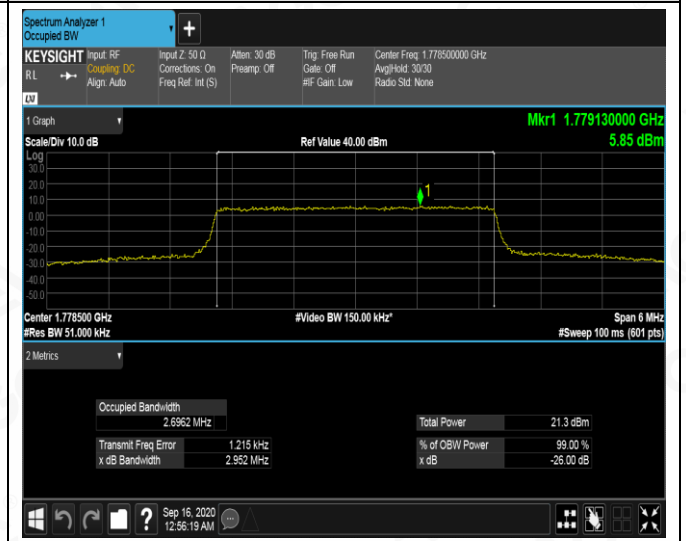 Spectrum Analyzer 1
Occupied BW
+
KEYSIGHT Input: RF Input Z: 50 Ω Atten: 30 dB Trig: Free Run Center Freq: 1.778500000 GHz
RL Coupling: DC Corrections: On Preamp: Off Gate: Off Avg|Hold: 30/30
Align: Auto Freq Ref: Int (S) #IF Gain: Low Radio Std: None
LXI
1 Graph Mkr1 1.779130000 GHz
Scale/Div 10.0 dB Ref Value 40.00 dBm 5.85 dBm
Log
30.0
20.0
10.0
0.00
-10.0
-20.0
-30.0
-40.0
-50.0
1
Center 1.778500 GHz #Video BW 150.00 kHz* Span 6 MHz
#Res BW 51.000 kHz #Sweep 100 ms (601 pts)
2 Metrics
Occupied Bandwidth
2.6962 MHz Total Power 21.3 dBm
Transmit Freq Error 1.215 kHz % of OBW Power 99.00 %
x dB Bandwidth 2.952 MHz x dB -26.00 dB
? Sep 16, 2020
12:56:19 AM